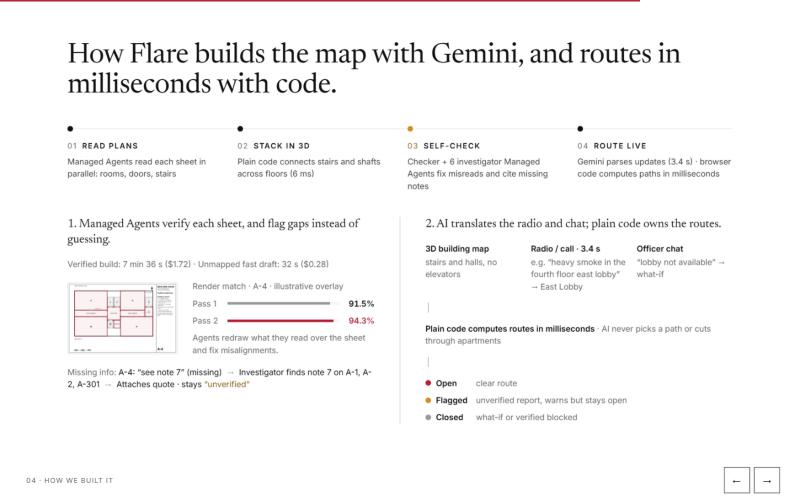 How Flare builds the map with Gemini, and routes in
milliseconds with code.
01 READ PLANS
Managed Agents read each sheet in
parallel: rooms, doors, stairs
02 STACK IN 3D
Plain code connects stairs and shafts
across floors (6 ms)
03 SELF-CHECK
Checker + 6 investigator Managed
Agents fix misreads and cite missing
notes
04 ROUTE LIVE
Gemini parses updates (3.4 s) · browser
code computes paths in milliseconds
1. Managed Agents verify each sheet, and flag gaps instead of
guessing.
Verified build: 7 min 36 s ($1.72) · Unmapped fast draft: 32 s ($0.28)
Render match · A-4 · illustrative overlay
Pass 1 91.5%
Pass 2 94.3%
Agents redraw what they read over the sheet
and fix misalignments.
Missing info: A-4: “see note 7” (missing) → Investigator finds note 7 on A-1, A-
2, A-301 → Attaches quote · stays “unverified”
2. AI translates the radio and chat; plain code owns the routes.
3D building map
stairs and halls, no
elevators
Radio / call · 3.4 s
e.g. “heavy smoke in the
fourth floor east lobby”
→ East Lobby
Officer chat
“lobby not available” →
what-if
Plain code computes routes in milliseconds · AI never picks a path or cuts
through apartments
Open clear route
Flagged unverified report, warns but stays open
Closed what-if or verified blocked
04 · HOW WE BUILT IT
← →